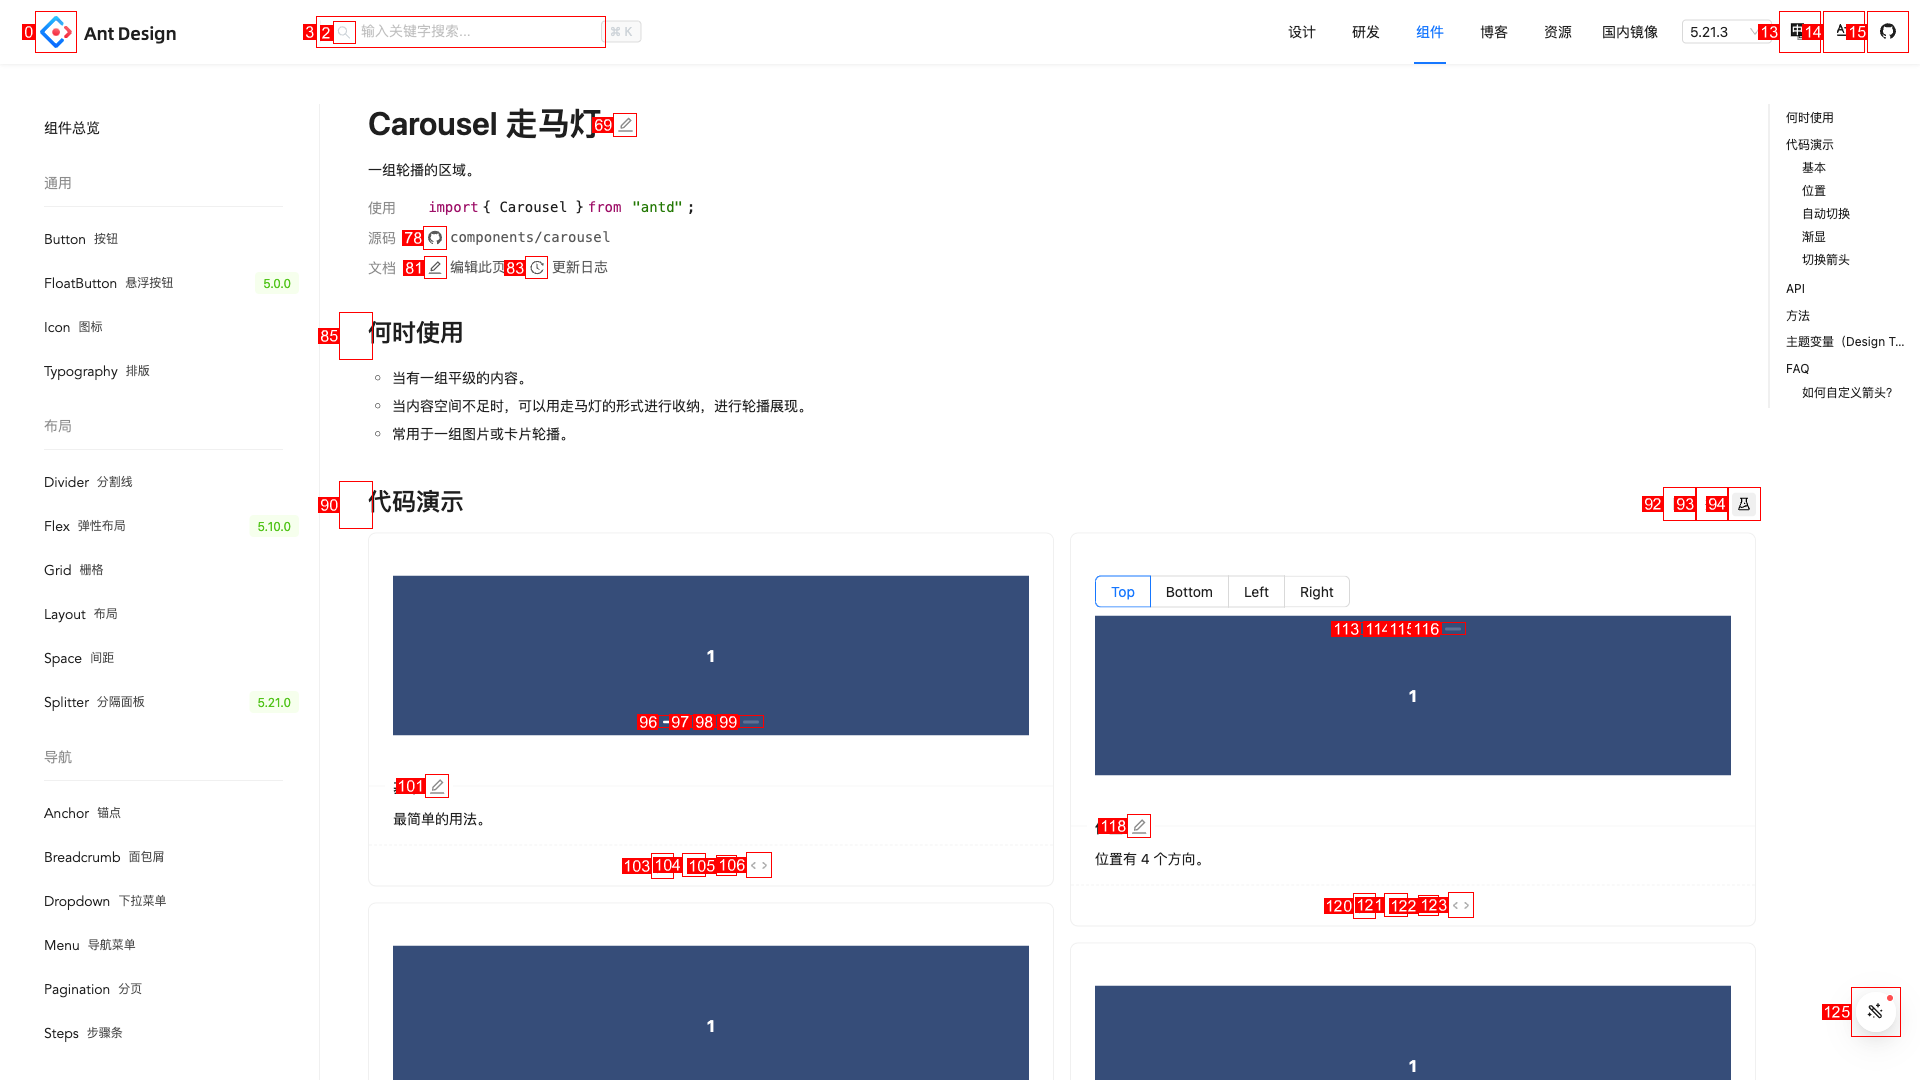 0 Ant Design
3 2 输入关键字搜索... ⌘ K
设计 研发 组件 博客 资源 国内镜像 5.21.3 13 中 14 A 15
组件总览
通用
Button 按钮
FloatButton 悬浮按钮 5.0.0
Icon 图标
Typography 排版
布局
Divider 分割线
Flex 弹性布局 5.10.0
Grid 栅格
Layout 布局
Space 间距
Splitter 分隔面板 5.21.0
导航
Anchor 锚点
Breadcrumb 面包屑
Dropdown 下拉菜单
Menu 导航菜单
Pagination 分页
Steps 步骤条
Carousel 走马灯 69
一组轮播的区域。
使用 import { Carousel } from "antd";
源码 78 components/carousel
文档 81 编辑此页 83 更新日志
85 何时使用
当有一组平级的内容。
当内容空间不足时，可以用走马灯的形式进行收纳，进行轮播展现。
常用于一组图片或卡片轮播。
90 代码演示
92 93 94
1
96 97 98 99
101
最简单的用法。
103 104 105 106 < >
1
Top Bottom Left Right
113 114 115 116
1
118
位置有 4 个方向。
120 121 122 123 < >
1
何时使用
代码演示
基本
位置
自动切换
渐显
切换箭头
API
方法
主题变量（Design T...
FAQ
如何自定义箭头?
125